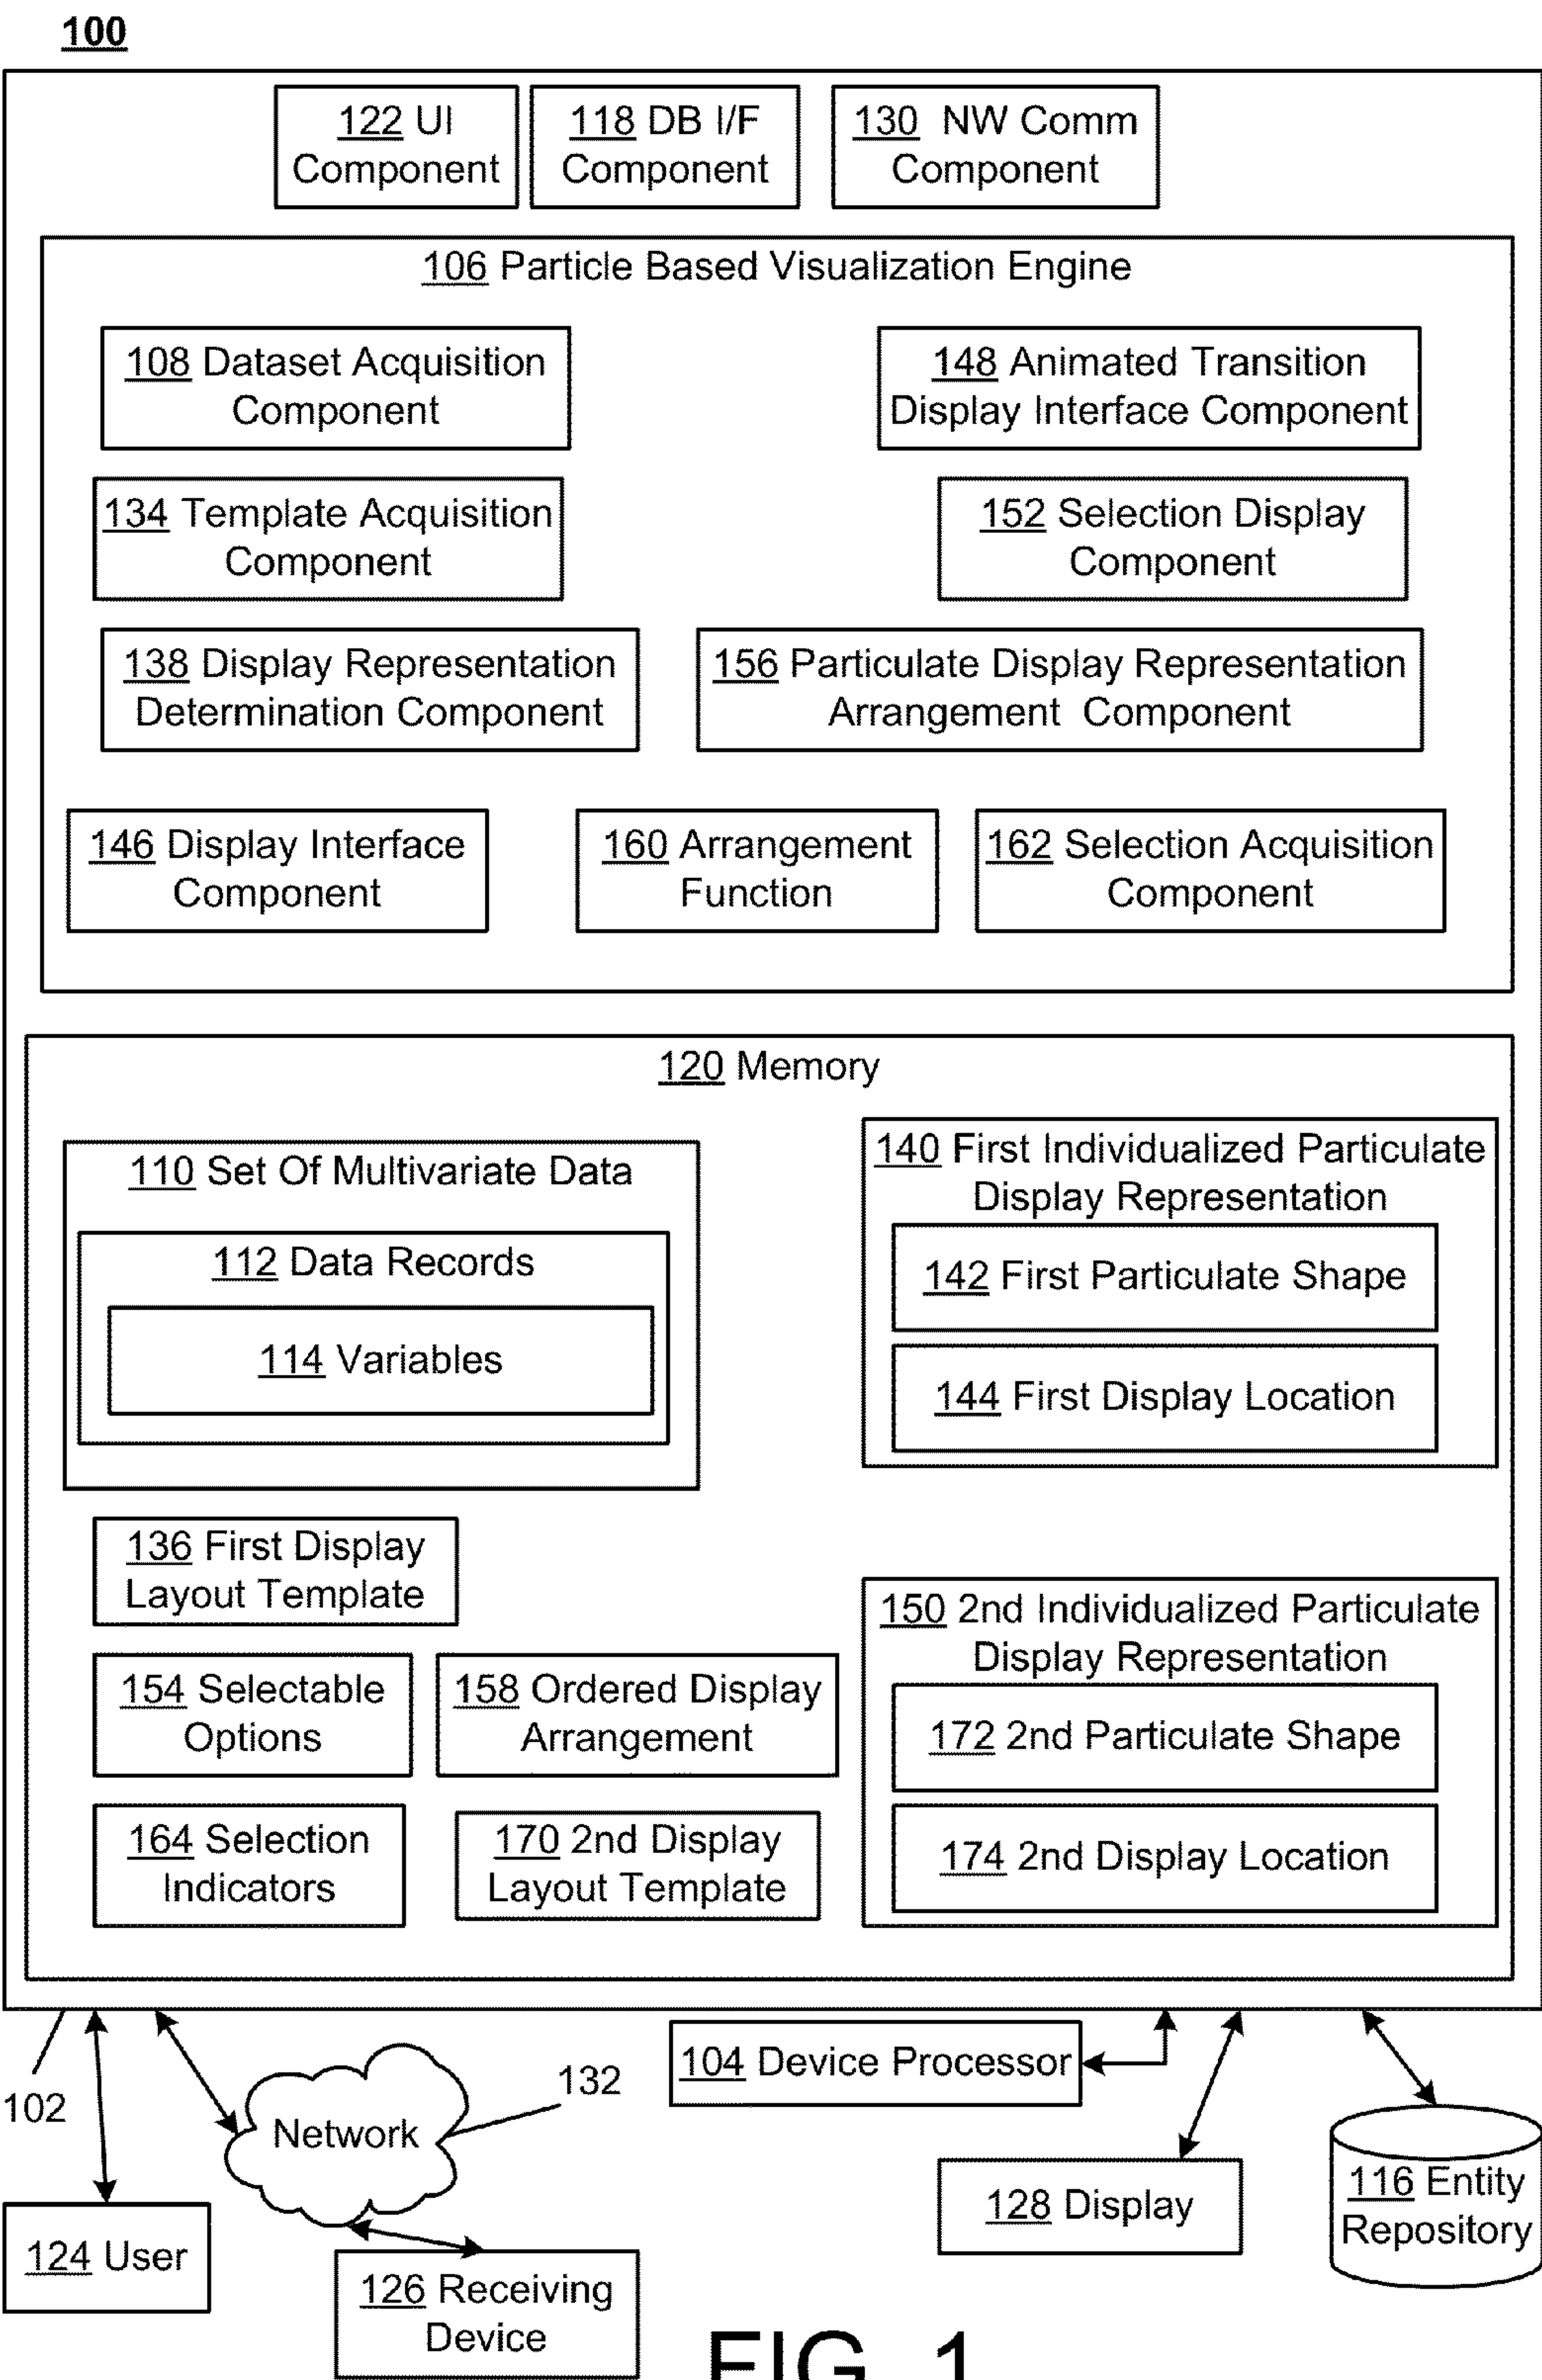 100
122 UI
Component
118 DB I/F
Component
130 NW Comm
Component
106 Particle Based Visualization Engine
108 Dataset Acquisition
Component
148 Animated Transition
Display Interface Component
134 Template Acquisition
Component
152 Selection Display
Component
138 Display Representation
Determination Component
156 Particulate Display Representation
Arrangement Component
146 Display Interface
Component
160 Arrangement
Function
162 Selection Acquisition
Component
120 Memory
110 Set Of Multivariate Data
112 Data Records
114 Variables
140 First Individualized Particulate
Display Representation
142 First Particulate Shape
144 First Display Location
136 First Display
Layout Template
150 2nd Individualized Particulate
Display Representation
172 2nd Particulate Shape
174 2nd Display Location
154 Selectable
Options
158 Ordered Display
Arrangement
164 Selection
Indicators
170 2nd Display
Layout Template
102
Network
132
104 Device Processor
124 User
126 Receiving
Device
128 Display
116 Entity
Repository
FIG. 1